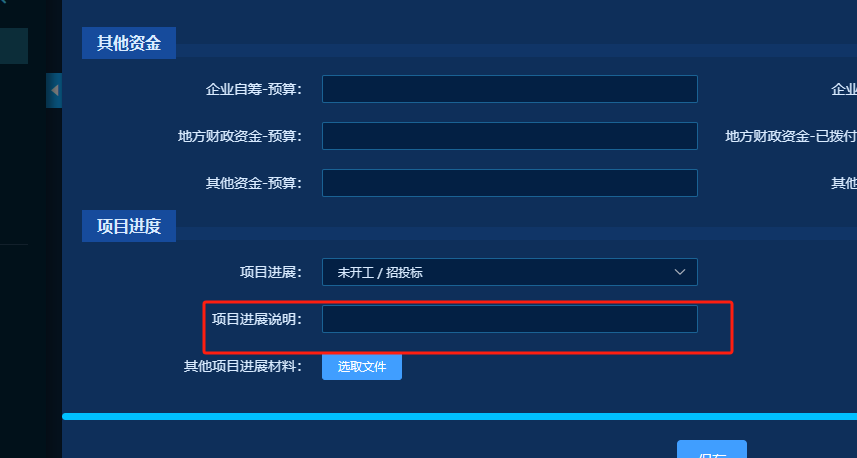 其他资金
企业自筹-预算： 企业
地方财政资金-预算： 地方财政资金-已拨付
其他资金-预算： 其他
项目进度
项目进展： 未开工 / 招投标
项目进展说明：
其他项目进展材料： 选取文件
保存